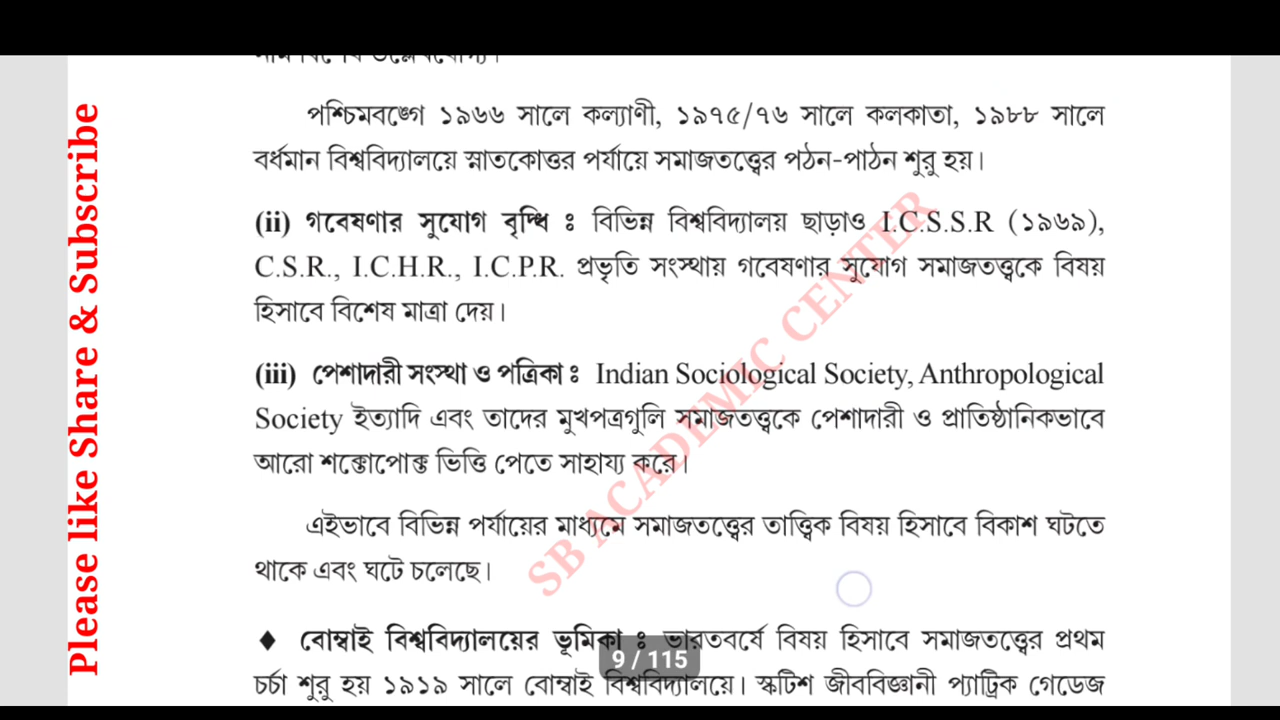 পশ্চিমবঙ্গে ১৯৬৬ সালে কল্যাণী, ১৯৭৫/৭৬ সালে কলকাতা, ১৯৮৮ সালে
বর্ধমান বিশ্ববিদ্যালয়ে স্নাতকোত্তর পর্যায়ে সমাজতত্ত্বের পঠন-পাঠন শুরু হয়।
(ii) গবেষণার সুযোগ বৃদ্ধি ঃ বিভিন্ন বিশ্ববিদ্যালয় ছাড়াও I.C.S.S.R (১৯৬৯),
C.S.R., I.C.H.R., I.C.P.R. প্রভৃতি সংস্থায় গবেষণার সুযোগ সমাজতত্ত্বকে বিষয়
হিসাবে বিশেষ মাত্রা দেয়।
(iii) পেশাদারী সংস্থা ও পত্রিকা ঃ Indian Sociological Society, Anthropological
Society ইত্যাদি এবং তাদের মুখপত্রগুলি সমাজতত্ত্বকে পেশাদারী ও প্রাতিষ্ঠানিকভাবে
আরো শক্তোপোক্ত ভিত্তি পেতে সাহায্য করে।
এইভাবে বিভিন্ন পর্যায়ের মাধ্যমে সমাজতত্ত্বের তাত্ত্বিক বিষয় হিসাবে বিকাশ ঘটতে
থাকে এবং ঘটে চলেছে।
♦ বোম্বাই বিশ্ববিদ্যালয়ের ভূমিকা ঃ ভারতবর্ষে বিষয় হিসাবে সমাজতত্ত্বের প্রথম
চর্চা শুরু হয় ১৯১৯ সালে বোম্বাই বিশ্ববিদ্যালয়ে। স্কটিশ জীববিজ্ঞানী প্যাট্রিক গেডেজ
9 / 115
Please like Share & Subscribe
SB ACADEMIC CENTER